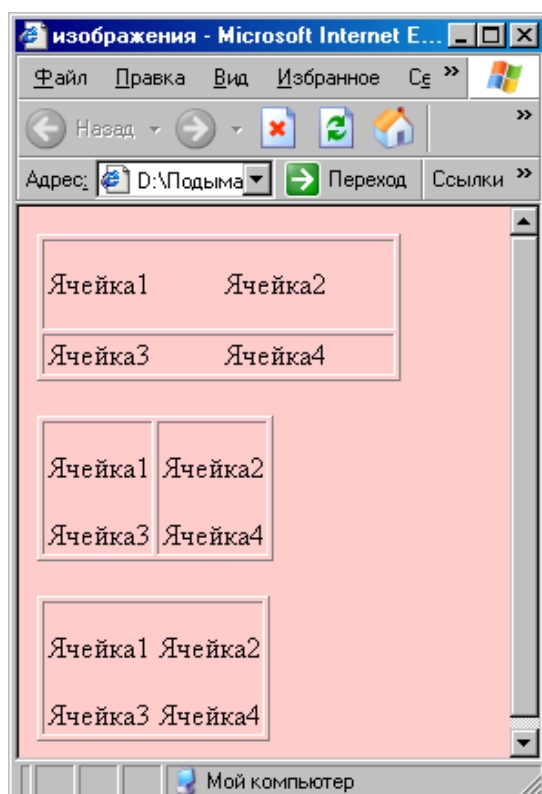 изображения - Microsoft Internet E...
Файл Правка Вид Избранное Се »
Назад »
Адрес: D:\Подыма Переход Ссылки »
Ячейка1 Ячейка2
Ячейка3 Ячейка4
Ячейка1 Ячейка2
Ячейка3 Ячейка4
Ячейка1 Ячейка2
Ячейка3 Ячейка4
Мой компьютер